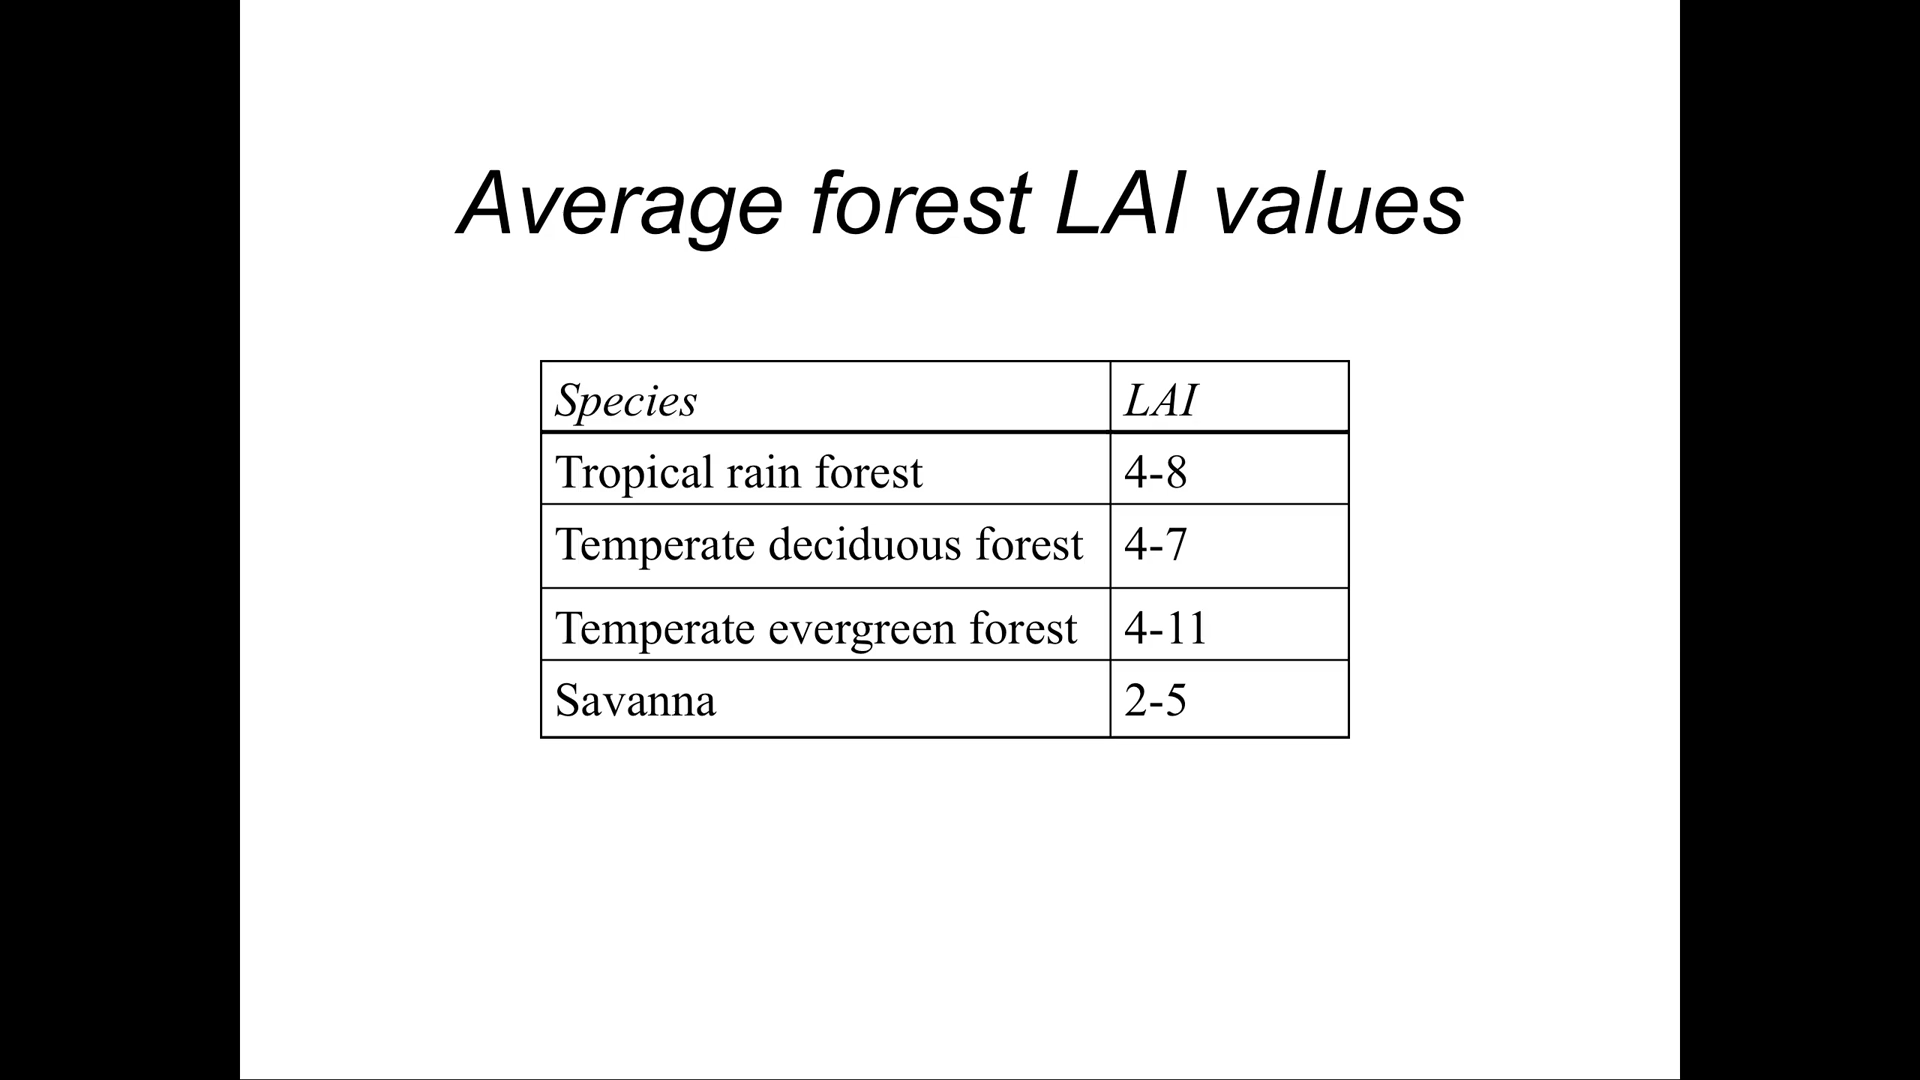 Average forest LAI values
Species LAI
Tropical rain forest 4-8
Temperate deciduous forest 4-7
Temperate evergreen forest 4-11
Savanna 2-5